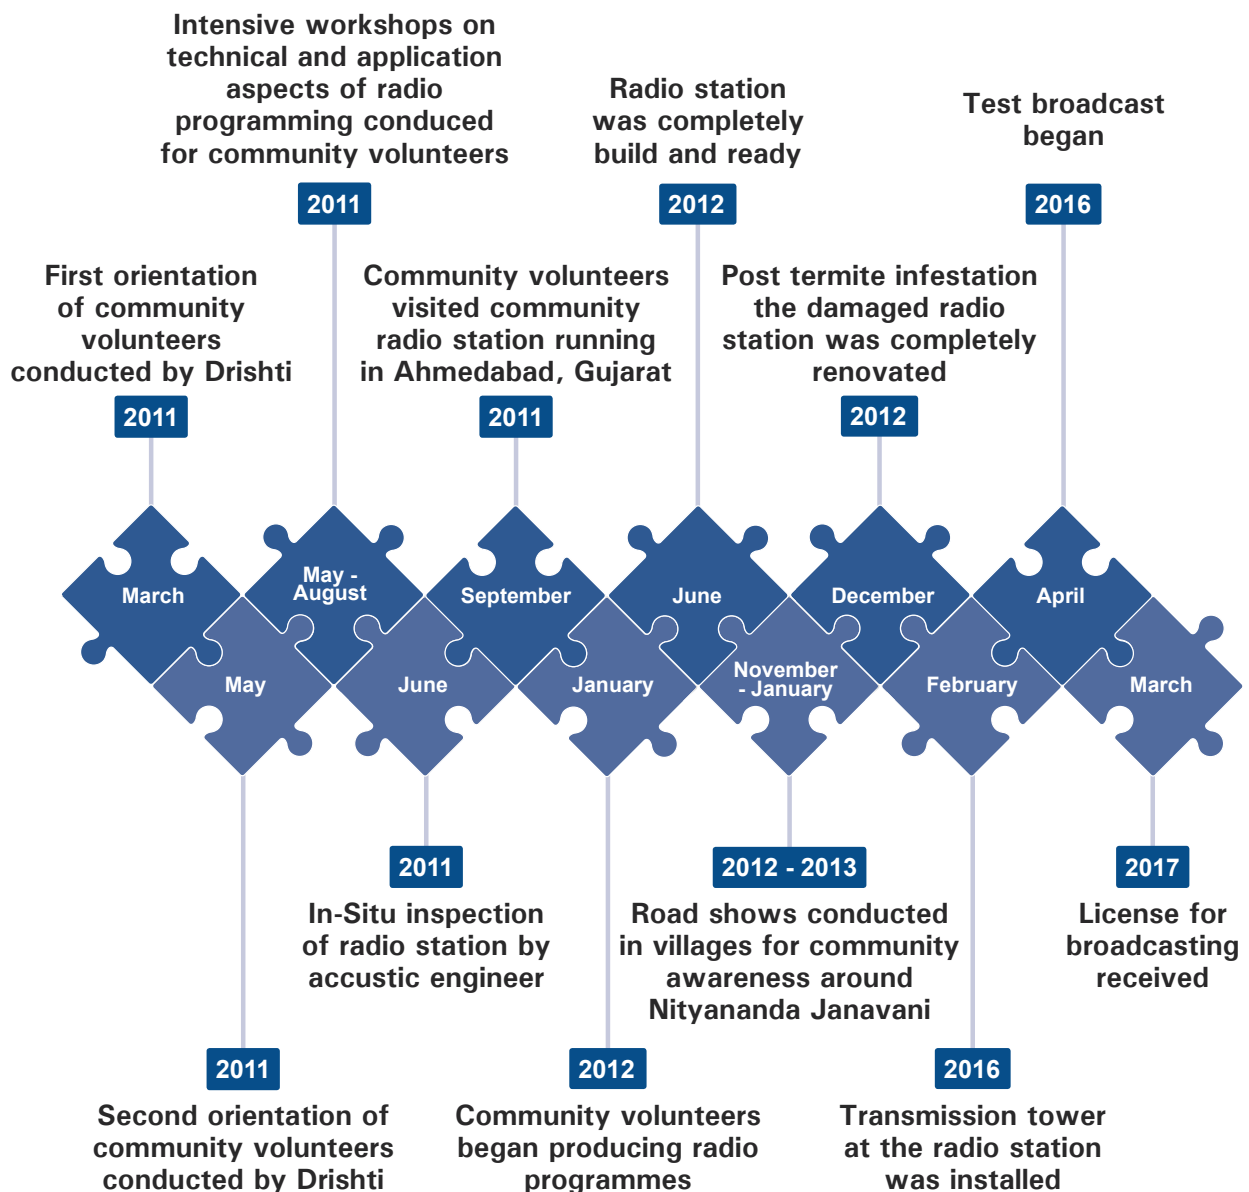 Intensive workshops on
technical and application
aspects of radio
programming conduced
for community volunteers
2011
Radio station
was completely
build and ready
2012
Test broadcast
began
2016
First orientation
of community
volunteers
conducted by Drishti
2011
Community volunteers
visited community
radio station running
in Ahmedabad, Gujarat
2011
Post termite infestation
the damaged radio
station was completely
renovated
2012
March
May -
August
September
June
December
April
May
June
January
November
- January
February
March
2011
In-Situ inspection
of radio station by
accustic engineer
2012 - 2013
Road shows conducted
in villages for community
awareness around
Nityananda Janavani
2017
License for
broadcasting
received
2011
Second orientation of
community volunteers
conducted by Drishti
2012
Community volunteers
began producing radio
programmes
2016
Transmission tower
at the radio station
was installed